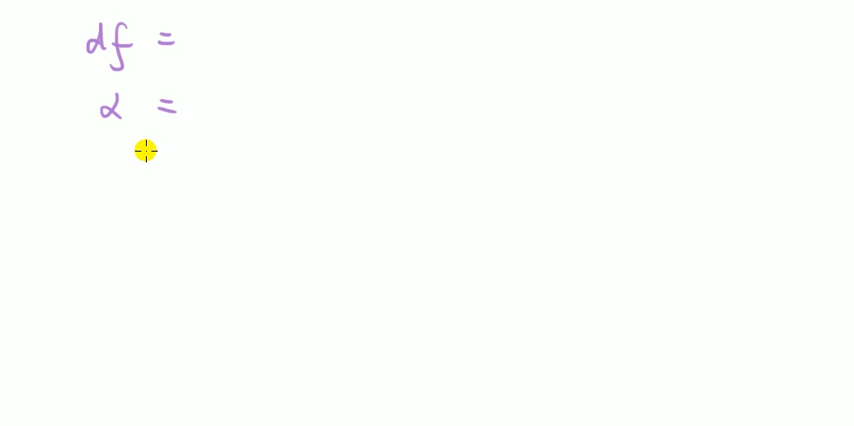 df =
α =